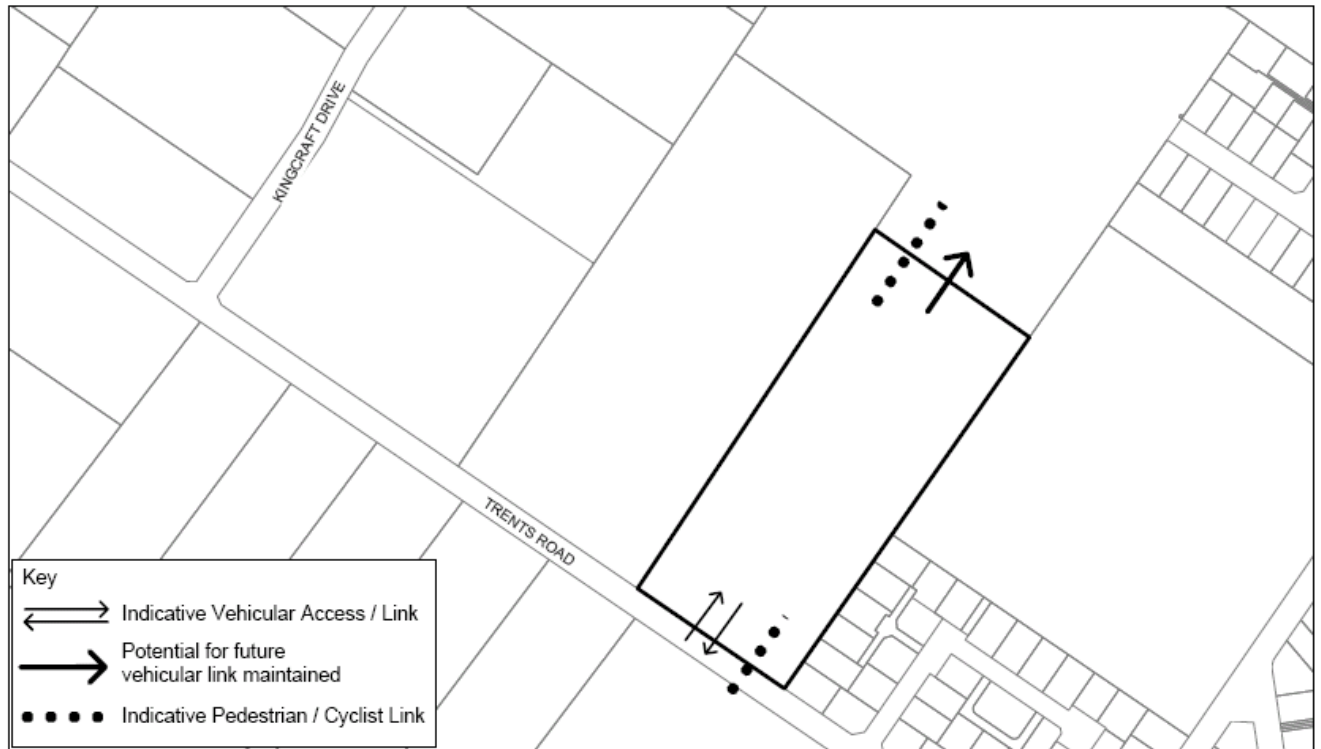 KINGCRAFT DRIVE
TRENTS ROAD
Key
Indicative Vehicular Access / Link
Potential for future
vehicular link maintained
Indicative Pedestrian / Cyclist Link